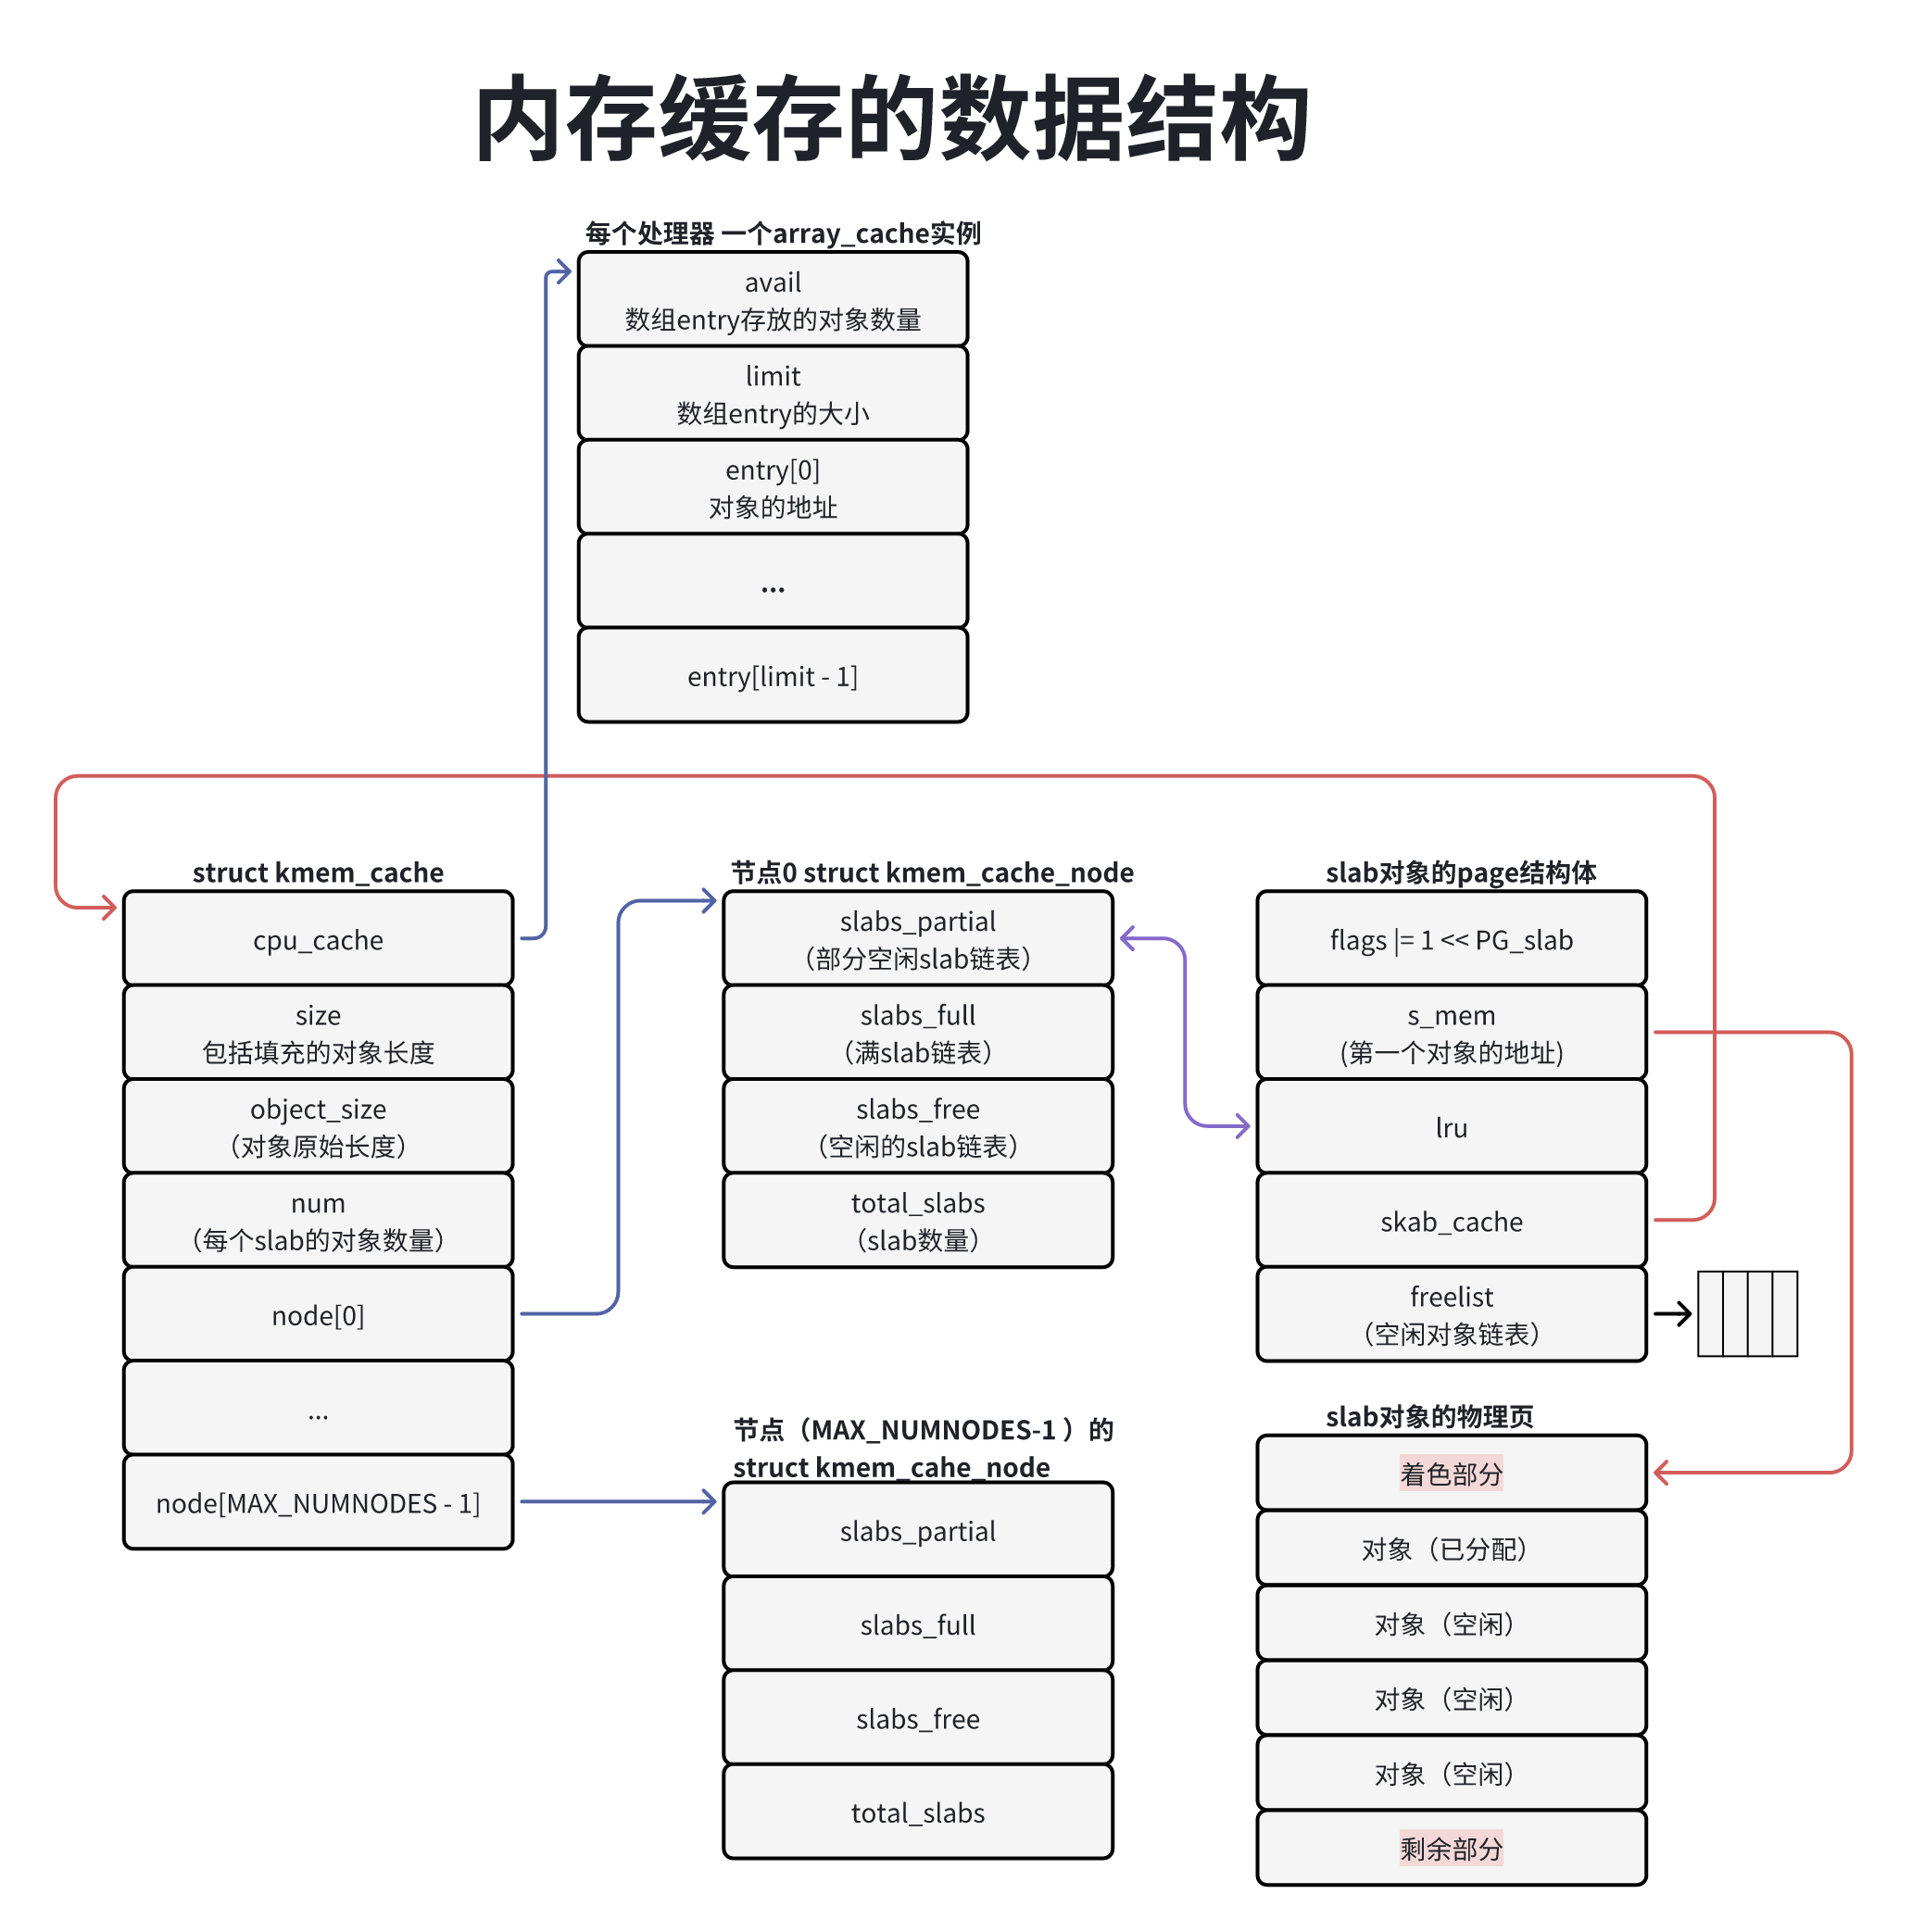 内存缓存的数据结构
每个处理器 一个array_cache实例
avail
数组entry存放的对象数量
limit
数组entry的大小
entry[0]
对象的地址
...
entry[limit - 1]
struct kmem_cache
cpu_cache
size
包括填充的对象长度
object_size
（对象原始长度）
num
（每个slab的对象数量）
node[0]
...
node[MAX_NUMNODES - 1]
节点0 struct kmem_cache_node
slabs_partial
（部分空闲slab链表）
slabs_full
（满slab链表）
slabs_free
（空闲的slab链表）
total_slabs
（slab数量）
节点（MAX_NUMNODES-1 ）的
struct kmem_cahe_node
slabs_partial
slabs_full
slabs_free
total_slabs
slab对象的page结构体
flags |= 1 << PG_slab
s_mem
(第一个对象的地址)
lru
skab_cache
freelist
（空闲对象链表）
slab对象的物理页
着色部分
对象（已分配）
对象（空闲）
对象（空闲）
对象（空闲）
剩余部分